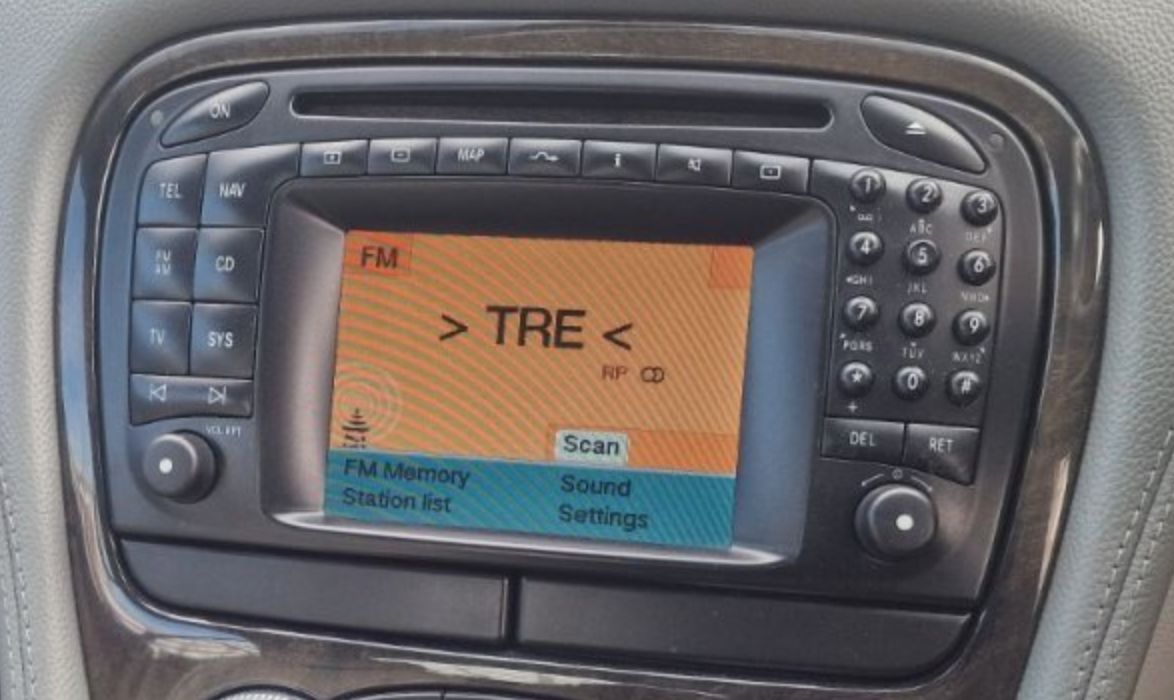 ON
MAP
i
TEL NAV
FM
AM
CD
TV SYS
VOL RPT
FM
> TRE <
RP
Scan
FM Memory Sound
Station list Settings
1 2 3
ABC DEF
4 5 6
GHI JKL MNO
7 8 9
PQRS TUV WXYZ
* 0 #
+
DEL RET